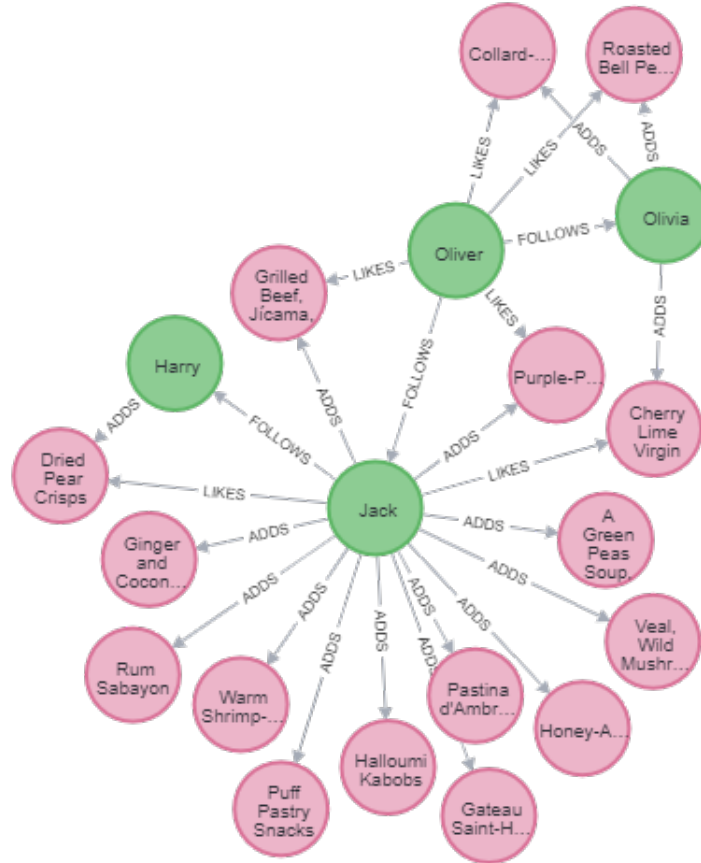 Collard-…
Roasted
Bell Pe…
LIKES
LIKES
ADDS
ADDS
Oliver
FOLLOWS
Olivia
Grilled
Beef,
Jícama,
LIKES
LIKES
ADDS
Harry
FOLLOWS
Purple-P…
ADDS
FOLLOWS
ADDS
ADDS
Cherry
Lime
Virgin
Dried
Pear
Crisps
LIKES
LIKES
Jack
ADDS
A
Green
Peas
Soup,
Ginger
and
Cocon…
ADDS
ADDS
ADDS
ADDS
ADDS
ADDS
ADDS
ADDS
ADDS
Veal,
Wild
Mushr…
Rum
Sabayon
Warm
Shrimp-…
Pastina
d'Ambr…
Honey-A…
Halloumi
Kabobs
Puff
Pastry
Snacks
Gateau
Saint-H…